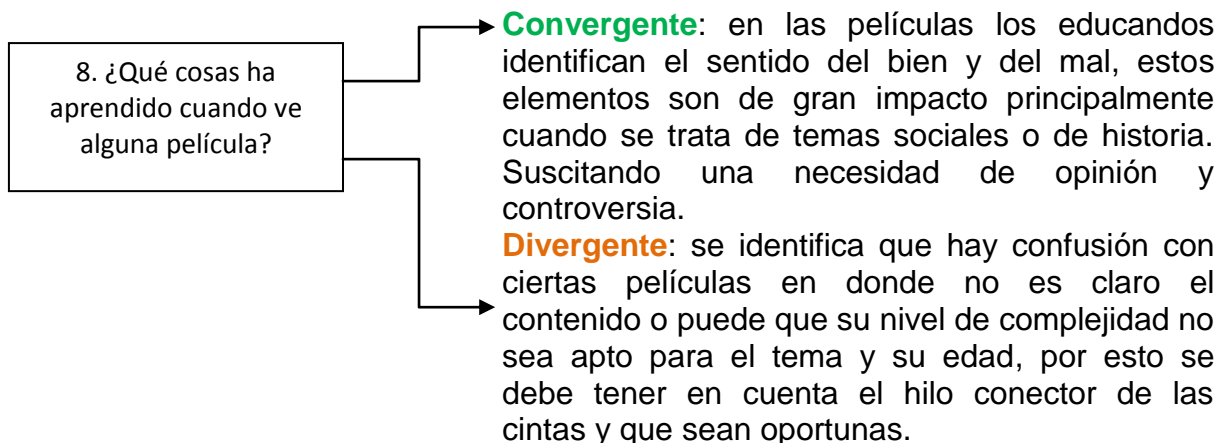 8. ¿Qué cosas ha
aprendido cuando ve
alguna película?
Convergente: en las películas los educandos
identifican el sentido del bien y del mal, estos
elementos son de gran impacto principalmente
cuando se trata de temas sociales o de historia.
Suscitando una necesidad de opinión y
controversia.
Divergente: se identifica que hay confusión con
ciertas películas en donde no es claro el
contenido o puede que su nivel de complejidad no
sea apto para el tema y su edad, por esto se
debe tener en cuenta el hilo conector de las
cintas y que sean oportunas.